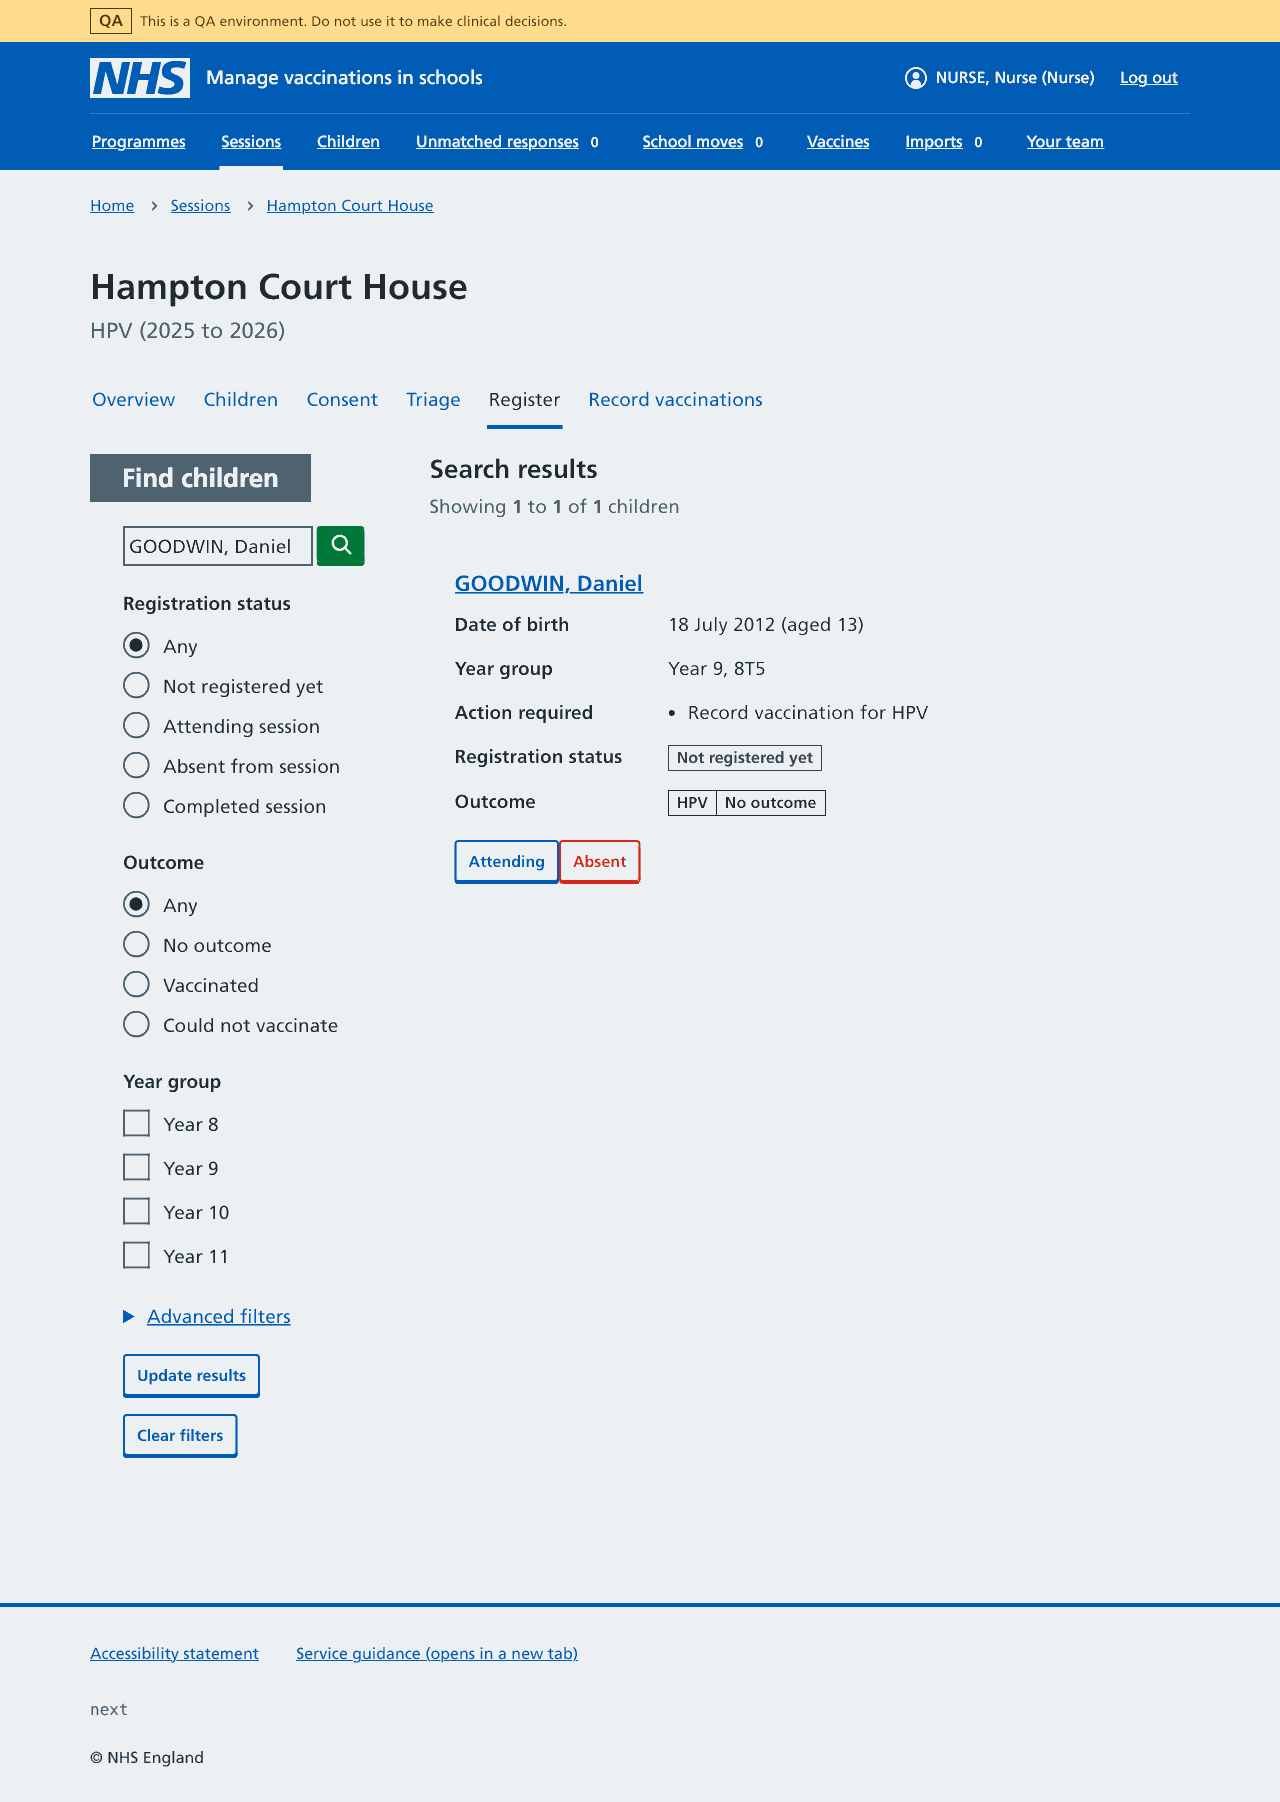 QA This is a QA environment. Do not use it to make clinical decisions.
NHS Manage vaccinations in schools NURSE, Nurse (Nurse) Log out
Programmes Sessions Children Unmatched responses 0 School moves 0 Vaccines Imports 0 Your team
Home Sessions Hampton Court House
Hampton Court House
HPV (2025 to 2026)
Overview Children Consent Triage Register Record vaccinations
Find children
GOODWIN, Daniel
Registration status
Any
Not registered yet
Attending session
Absent from session
Completed session
Outcome
Any
No outcome
Vaccinated
Could not vaccinate
Year group
Year 8
Year 9
Year 10
Year 11
Advanced filters
Update results
Clear filters
Search results
Showing 1 to 1 of 1 children
GOODWIN, Daniel
Date of birth 18 July 2012 (aged 13)
Year group Year 9, 8T5
Action required • Record vaccination for HPV
Registration status Not registered yet
Outcome HPV No outcome
Attending Absent
Accessibility statement Service guidance (opens in a new tab)
next
© NHS England